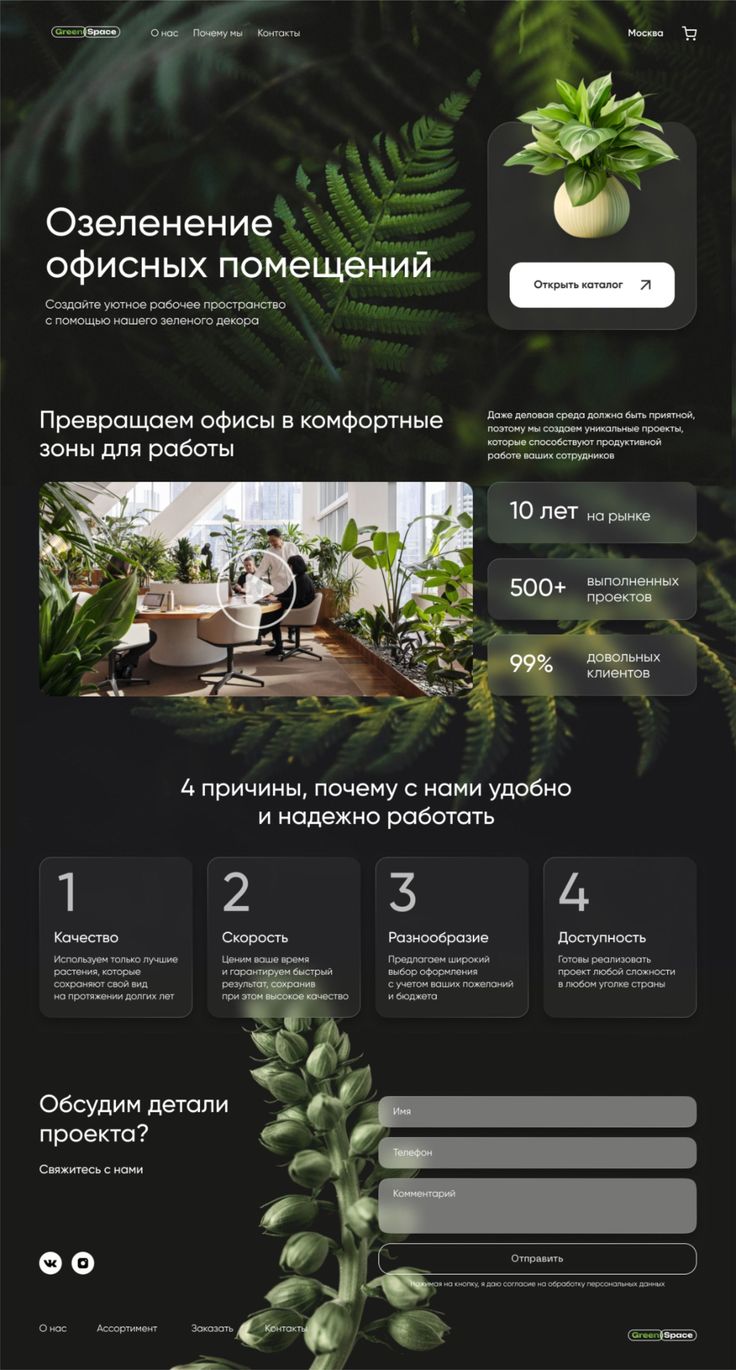 Green Space
О нас
Почему мы
Контакты
Москва
Озеленение
офисных помещений
Создайте уютное рабочее пространство
с помощью нашего зеленого декора
Открыть каталог
Превращаем офисы в комфортные
зоны для работы
Даже деловая среда должна быть приятной,
поэтому мы создаем уникальные проекты,
которые способствуют продуктивной
работе ваших сотрудников
10 лет на рынке
500+ выполненных
проектов
99% довольных
клиентов
4 причины, почему с нами удобно
и надежно работать
1
Качество
Используем только лучшие
растения, которые
сохраняют свой вид
на протяжении долгих лет
2
Скорость
Ценим ваше время
и гарантируем быстрый
результат, сохранив
при этом высокое качество
3
Разнообразие
Предлагаем широкий
выбор оформления
с учетом ваших пожеланий
и бюджета
4
Доступность
Готовы реализовать
проект любой сложности
в любом уголке страны
Обсудим детали
проекта?
Свяжитесь с нами
Имя
Телефон
Комментарий
Отправить
Нажимая на кнопку, я даю согласие на обработку персональных данных
О нас
Ассортимент
Заказать
Контакты
Green Space